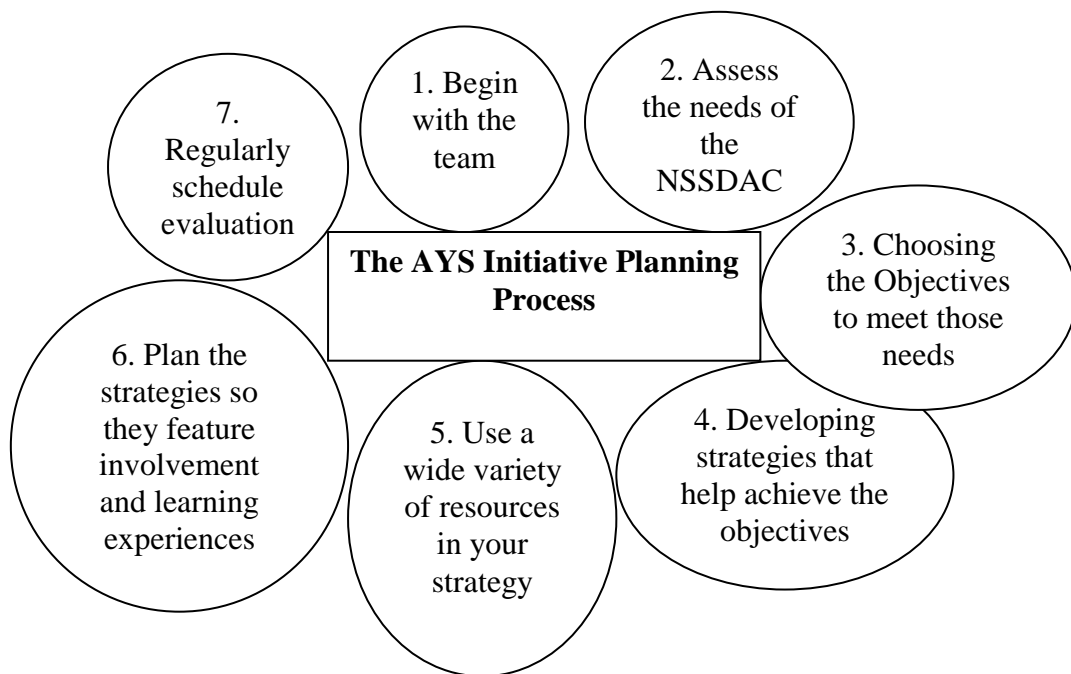 1. Begin
with the
team
2. Assess
the needs of
the
NSSDAC
7.
Regularly
schedule
evaluation
The AYS Initiative Planning
Process
3. Choosing
the Objectives
to meet those
needs
6. Plan the
strategies so
they feature
involvement
and learning
experiences
5. Use a
wide variety
of resources
in your
strategy
4. Developing
strategies that
help achieve the
objectives